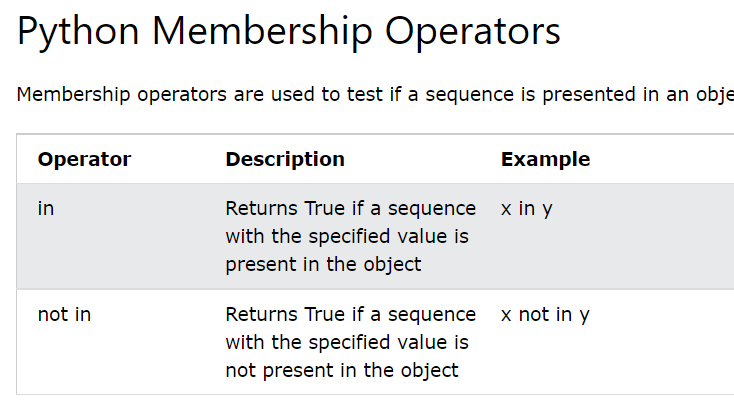 Python Membership Operators
Membership operators are used to test if a sequence is presented in an obje
Operator Description Example
in Returns True if a sequence x in y
with the specified value is
present in the object
not in Returns True if a sequence x not in y
with the specified value is
not present in the object